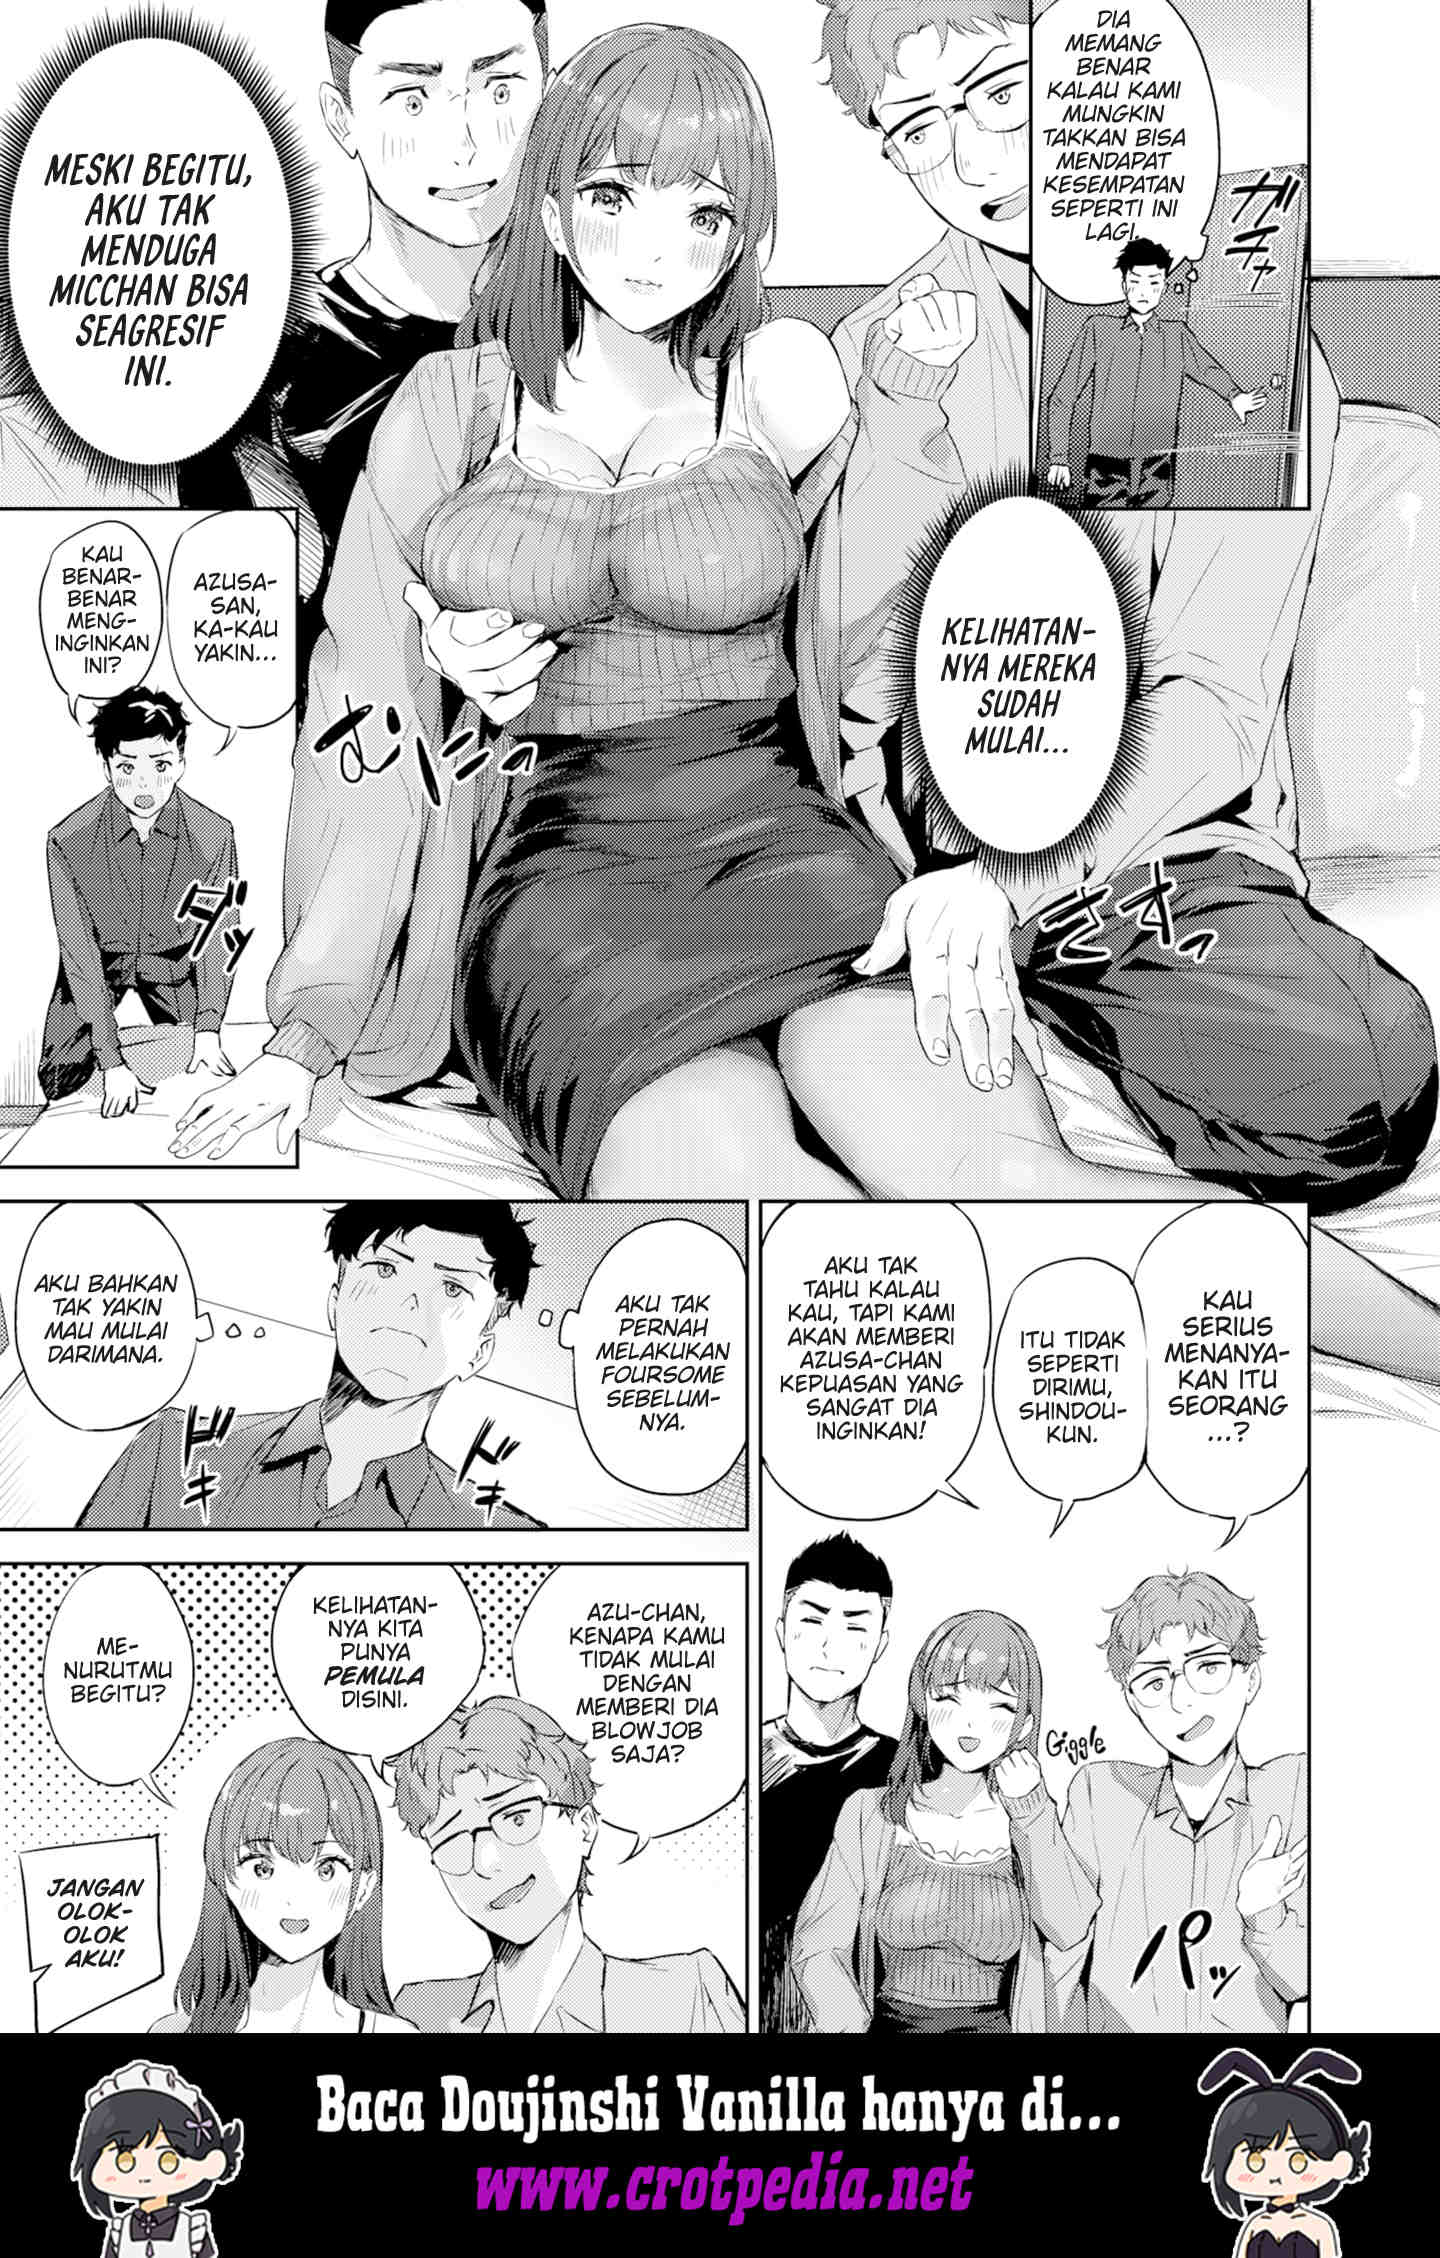 DIA
MEMANG
BENAR
KALAU KAMI
MUNGKIN
TAKKAN BISA
MENDAPAT
KESEMPATAN
SEPERTI INI
LAGI.
ガチャ
MESKI BEGITU,
AKU TAK
MENDUGA
MICCHAN BISA
SEAGRESIF
INI.
KELIHATAN-
NYA MEREKA
SUDAH
MULAI...
むにっ
さすっ
AZUSA-
SAN,
KA-KAU
YAKIN...
KAU
BENAR-
BENAR
MENG-
INGINKAN
INI?
ダッ
KAU
SERIUS
MENANYA-
KAN ITU
SEORANG
...?
ITU TIDAK
SEPERTI
DIRIMU,
SHINDOU-
KUN.
AKU TAK
TAHU KALAU
KAU, TAPI KAMI
AKAN MEMBERI
AZUSA-CHAN
KEPUASAN YANG
SANGAT DIA
INGINKAN!
Giggle
パッ
AKU TAK
PERNAH
MELAKUKAN
FOURSOME
SEBELUM-
NYA.
AKU BAHKAN
TAK YAKIN
MAU MULAI
DARIMANA.
ドキ
ドキ
AZU-CHAN,
KENAPA KAMU
TIDAK MULAI
DENGAN
MEMBERI DIA
BLOWJOB
SAJA?
KELIHATAN-
NYA KITA
PUNYA
PEMULA
DISINI.
ME-
NURUTMU
BEGITU?
JANGAN
OLOK-
OLOK
AKU!
Baca Doujinshi Vanilla hanya di...
www.crotpedia.net